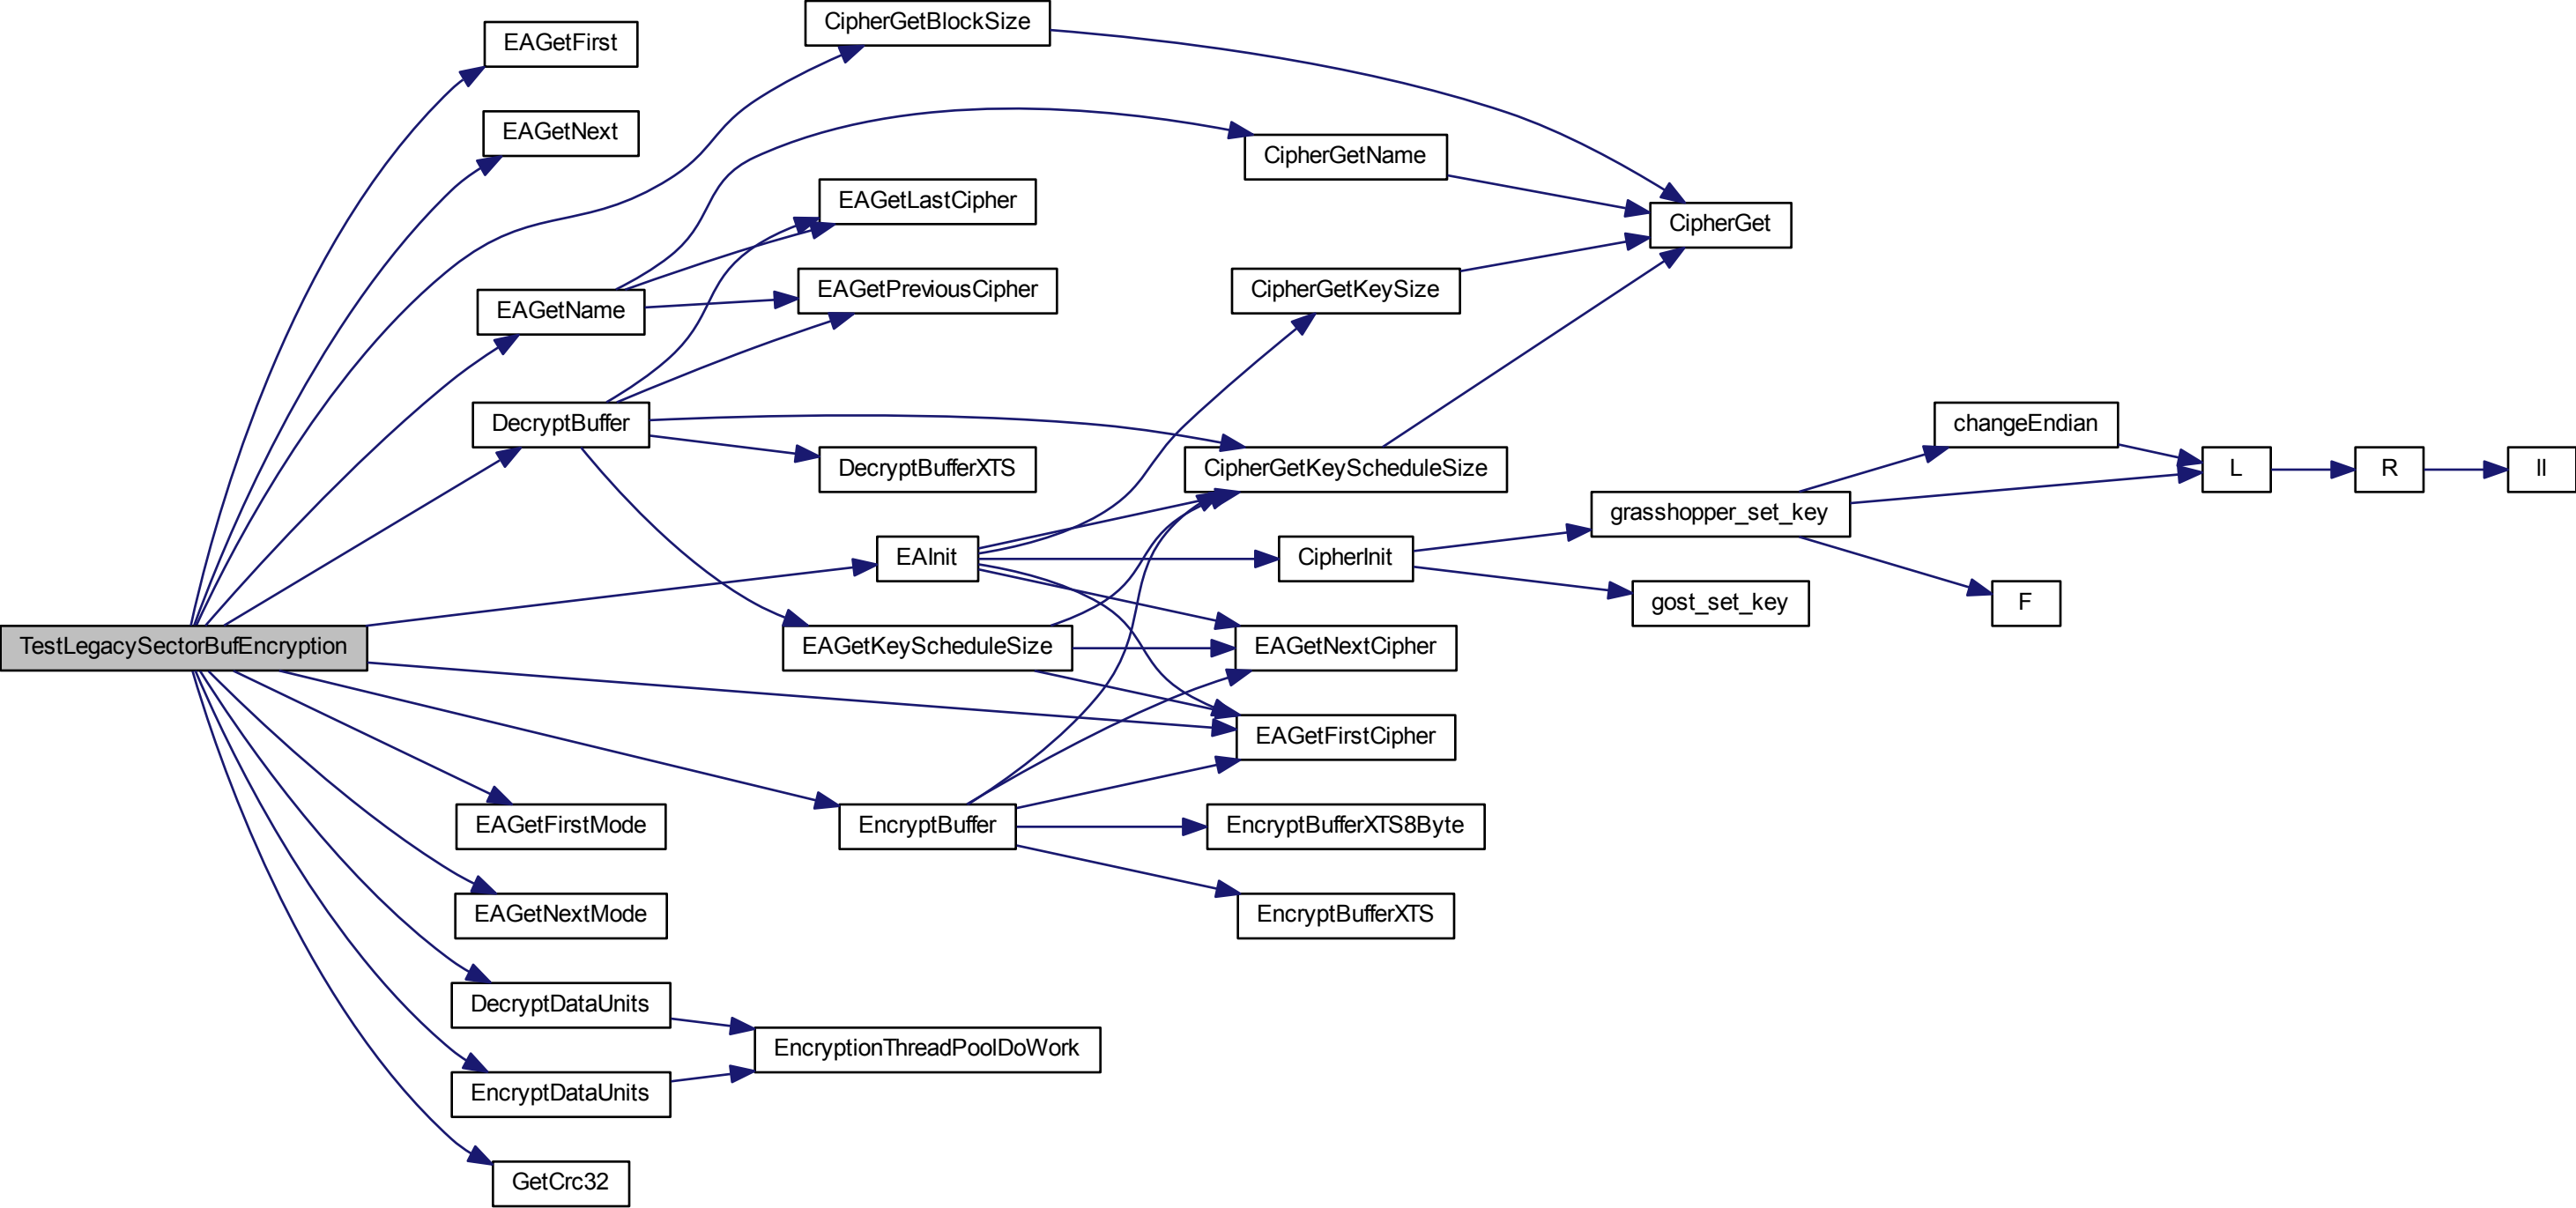 TestLegacySectorBufEncryption
EAGetFirst
EAGetNext
EAGetName
DecryptBuffer
EAGetFirstMode
EAGetNextMode
DecryptDataUnits
EncryptDataUnits
GetCrc32
CipherGetBlockSize
EAGetLastCipher
EAGetPreviousCipher
DecryptBufferXTS
EAInit
EAGetKeyScheduleSize
EncryptBuffer
EncryptionThreadPoolDoWork
CipherGetName
CipherGetKeySize
CipherGetKeyScheduleSize
CipherInit
EAGetNextCipher
EAGetFirstCipher
EncryptBufferXTS8Byte
EncryptBufferXTS
CipherGet
grasshopper_set_key
gost_set_key
changeEndian
F
L
R
ll